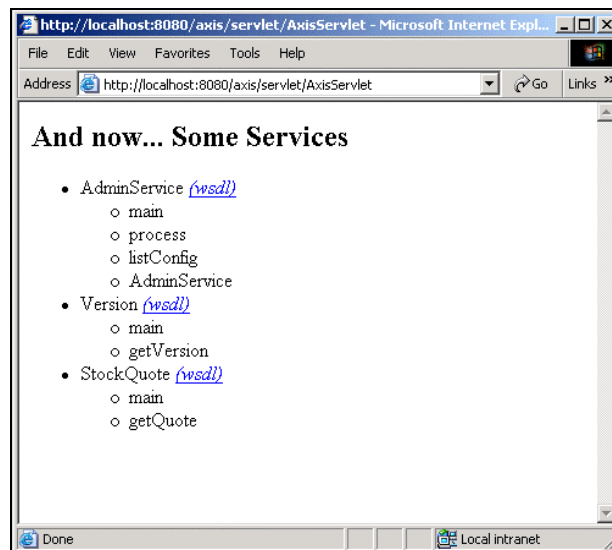 http://localhost:8080/axis/servlet/AxisServlet - Microsoft Internet Expl...
File Edit View Favorites Tools Help
Address http://localhost:8080/axis/servlet/AxisServlet Go Links »
And now... Some Services
• AdminService (wsdl)
o main
o process
o listConfig
o AdminService
• Version (wsdl)
o main
o getVersion
• StockQuote (wsdl)
o main
o getQuote
Done Local intranet